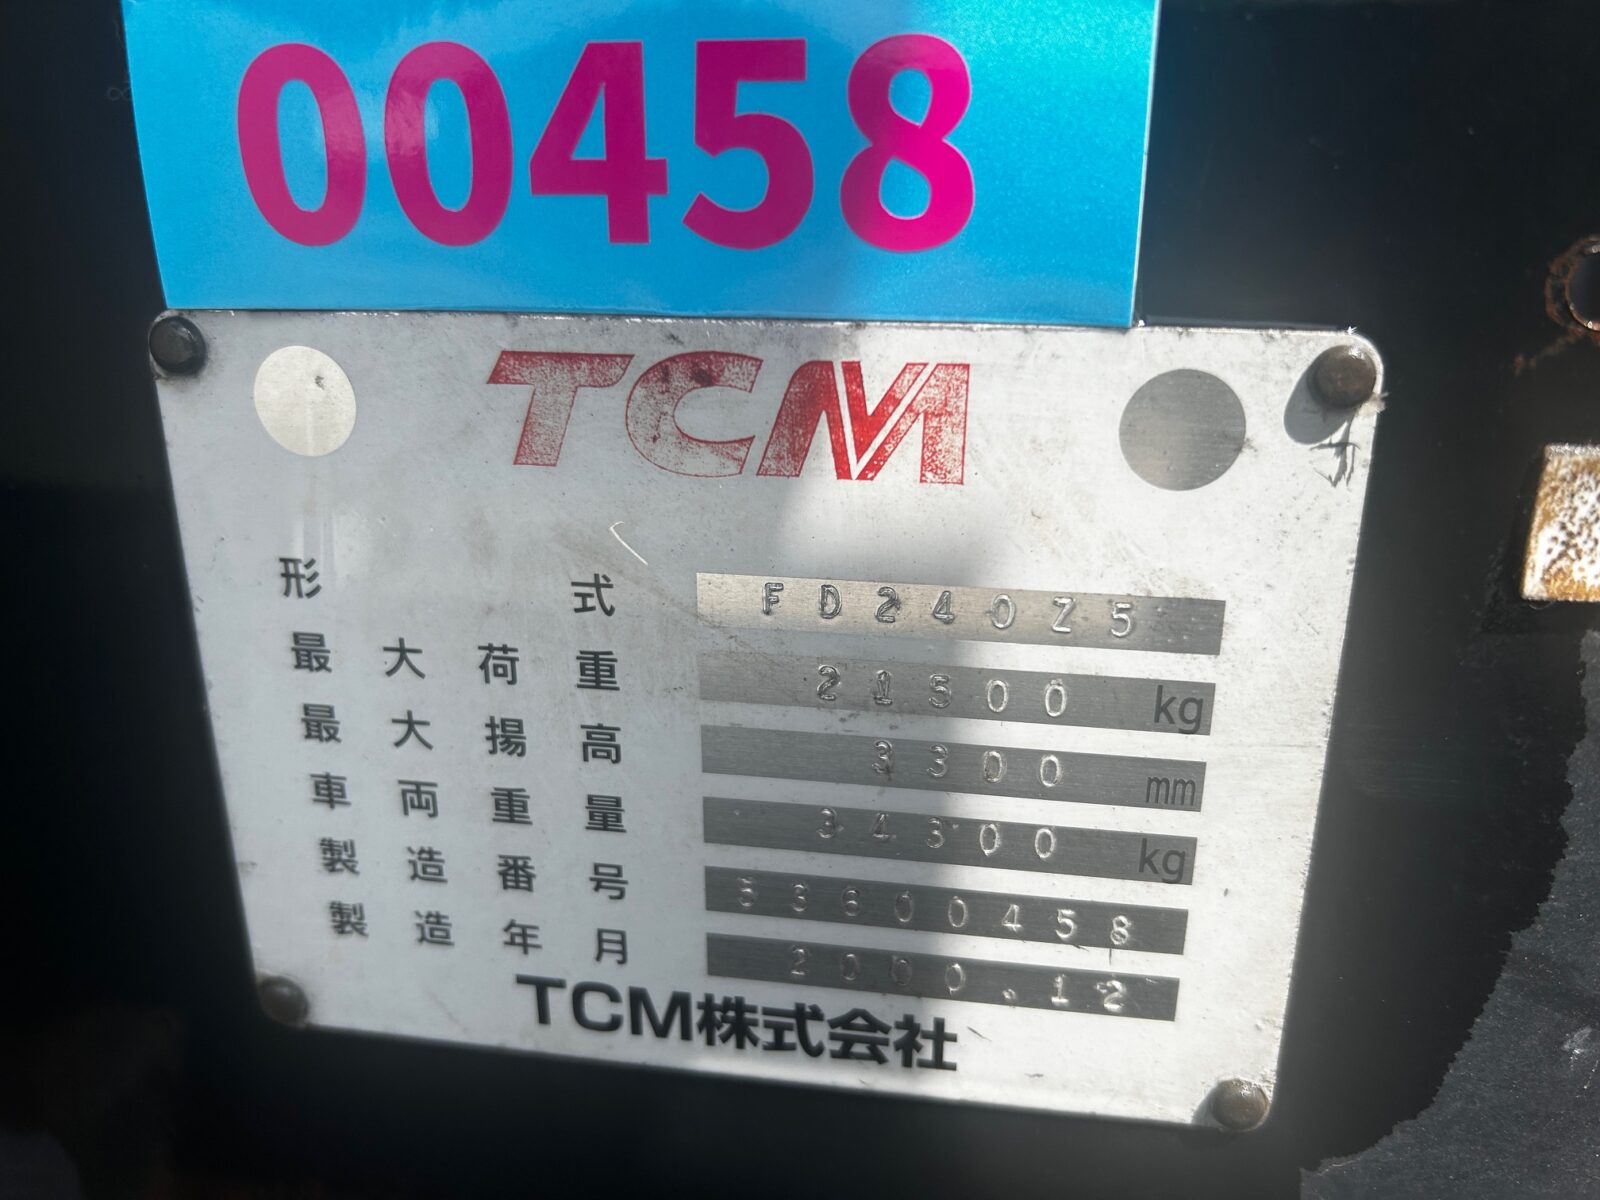 00458
TCM
形式 FD240Z5
最大荷重 21500 kg
最大揚高 3300 mm
車両重量 34300 kg
製造番号 53600458
製造年月 2000.12
TCM株式会社